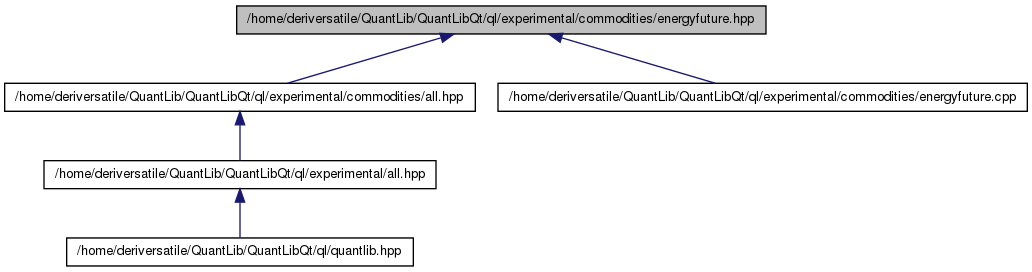 /home/deriversatile/QuantLib/QuantLibQt/ql/experimental/commodities/energyfuture.hpp
/home/deriversatile/QuantLib/QuantLibQt/ql/experimental/commodities/all.hpp
/home/deriversatile/QuantLib/QuantLibQt/ql/experimental/commodities/energyfuture.cpp
/home/deriversatile/QuantLib/QuantLibQt/ql/experimental/all.hpp
/home/deriversatile/QuantLib/QuantLibQt/ql/quantlib.hpp